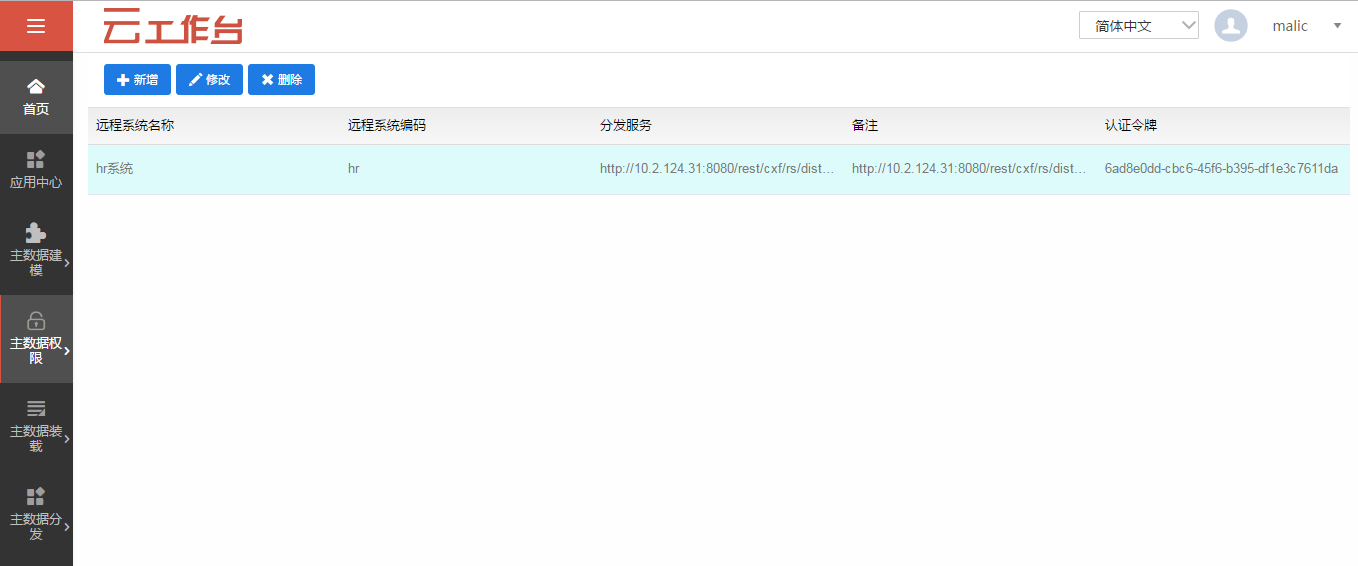 云工作台
简体中文
malic
首页
应用中心
主数据建
模
主数据权
限
主数据装
载
主数据分
发
新增
修改
删除
远程系统名称 远程系统编码 分发服务 备注 认证令牌
hr系统 hr http://10.2.124.31:8080/rest/cxf/rs/dist... http://10.2.124.31:8080/rest/cxf/rs/dist... 6ad8e0dd-cbc6-45f6-b395-df1e3c7611da